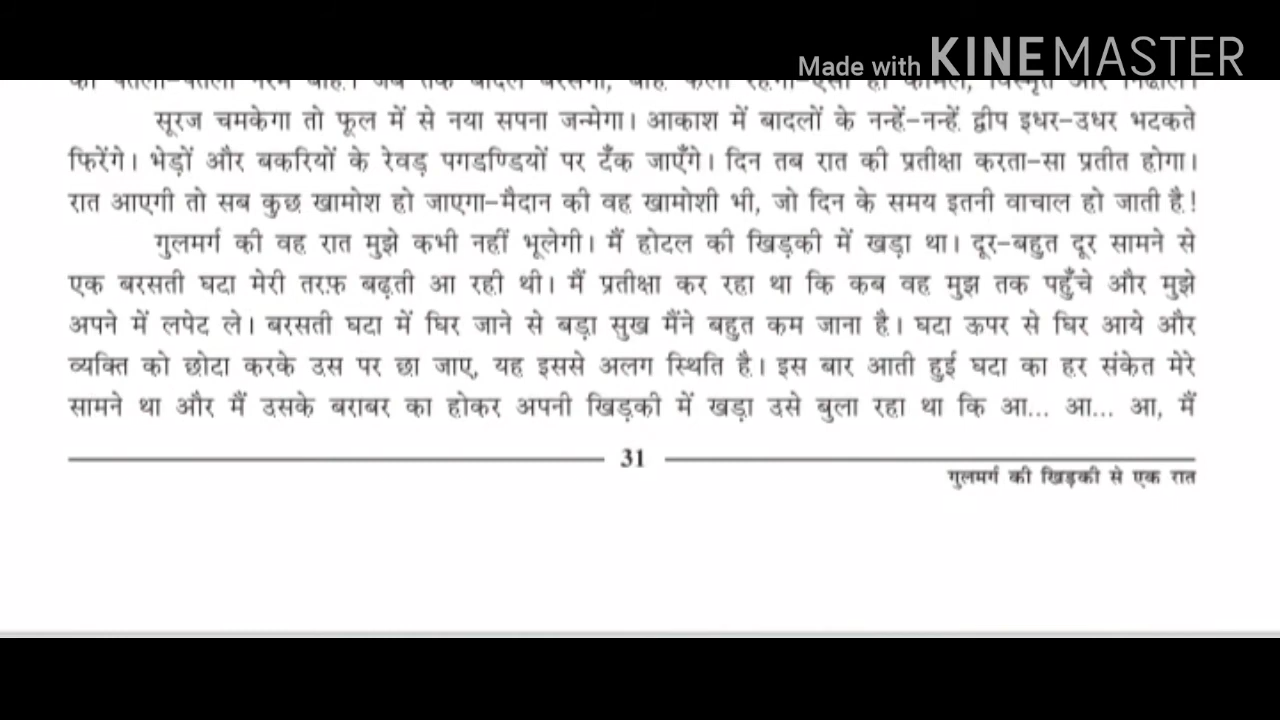 Made with KINEMASTER
सूरज चमकेगा तो फूल में से नया सपना जन्मेगा। आकाश में बादलों के नन्हें-नन्हें द्वीप इधर-उधर भटकते
फिरेंगे। भेड़ों और बकरियों के रेवड़ पगडण्डियों पर टँक जाएँगे। दिन तब रात की प्रतीक्षा करता-सा प्रतीत होगा।
रात आएगी तो सब कुछ खामोश हो जाएगा-मैदान की वह खामोशी भी, जो दिन के समय इतनी वाचाल हो जाती है!
गुलमर्ग की वह रात मुझे कभी नहीं भूलेगी। मैं होटल की खिड़की में खड़ा था। दूर-बहुत दूर सामने से
एक बरसती घटा मेरी तरफ़ बढ़ती आ रही थी। मैं प्रतीक्षा कर रहा था कि कब वह मुझ तक पहुँचे और मुझे
अपने में लपेट ले। बरसती घटा में घिर जाने से बड़ा सुख मैंने बहुत कम जाना है। घटा ऊपर से घिर आये और
व्यक्ति को छोटा करके उस पर छा जाए, यह इससे अलग स्थिति है। इस बार आती हुई घटा का हर संकेत मेरे
सामने था और मैं उसके बराबर का होकर अपनी खिड़की में खड़ा उसे बुला रहा था कि आ... आ... आ, मैं
31
गुलमर्ग की खिड़की से एक रात